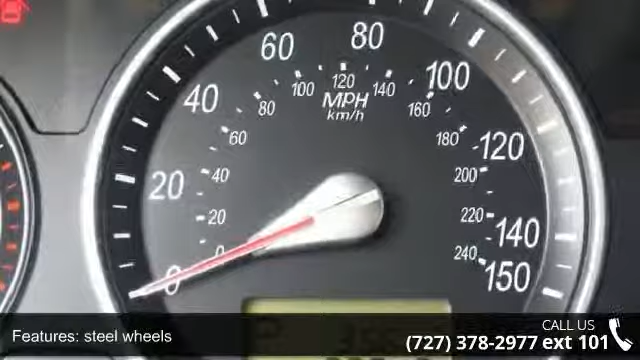 60 80 100
100 120 140
MPH
km/h
40 80 160
60 180 120
20 40 200
20 220 140
0 0 240 150
P
Features: steel wheels
CALL US
(727) 378-2977 ext 101